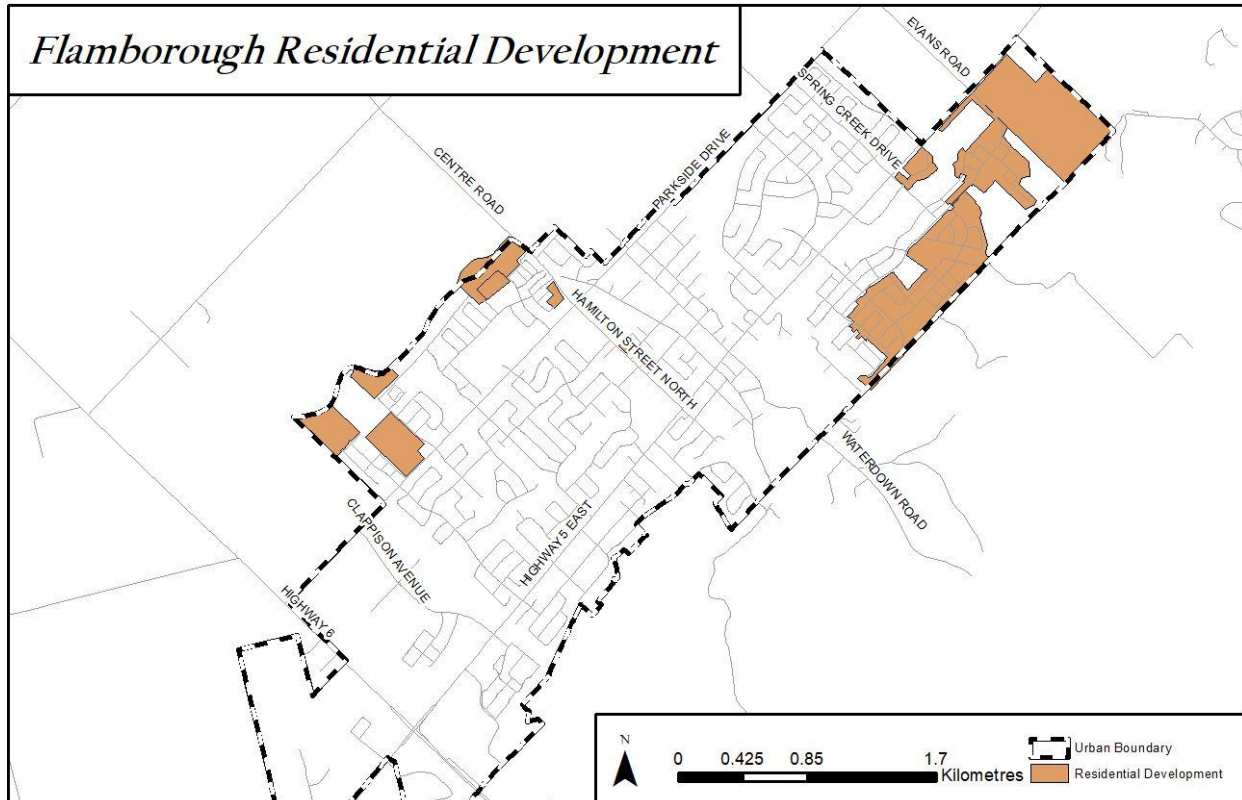 Flamborough Residential Development
EVANS ROAD
SPRING CREEK DRIVE
PARKSIDE DRIVE
CENTRE ROAD
HAMILTON STREET NORTH
WATERDOWN ROAD
CLAPPISON AVENUE
HIGHWAY 5 EAST
HIGHWAY 6
N
0 0.425 0.85 1.7
Kilometres
Urban Boundary
Residential Development